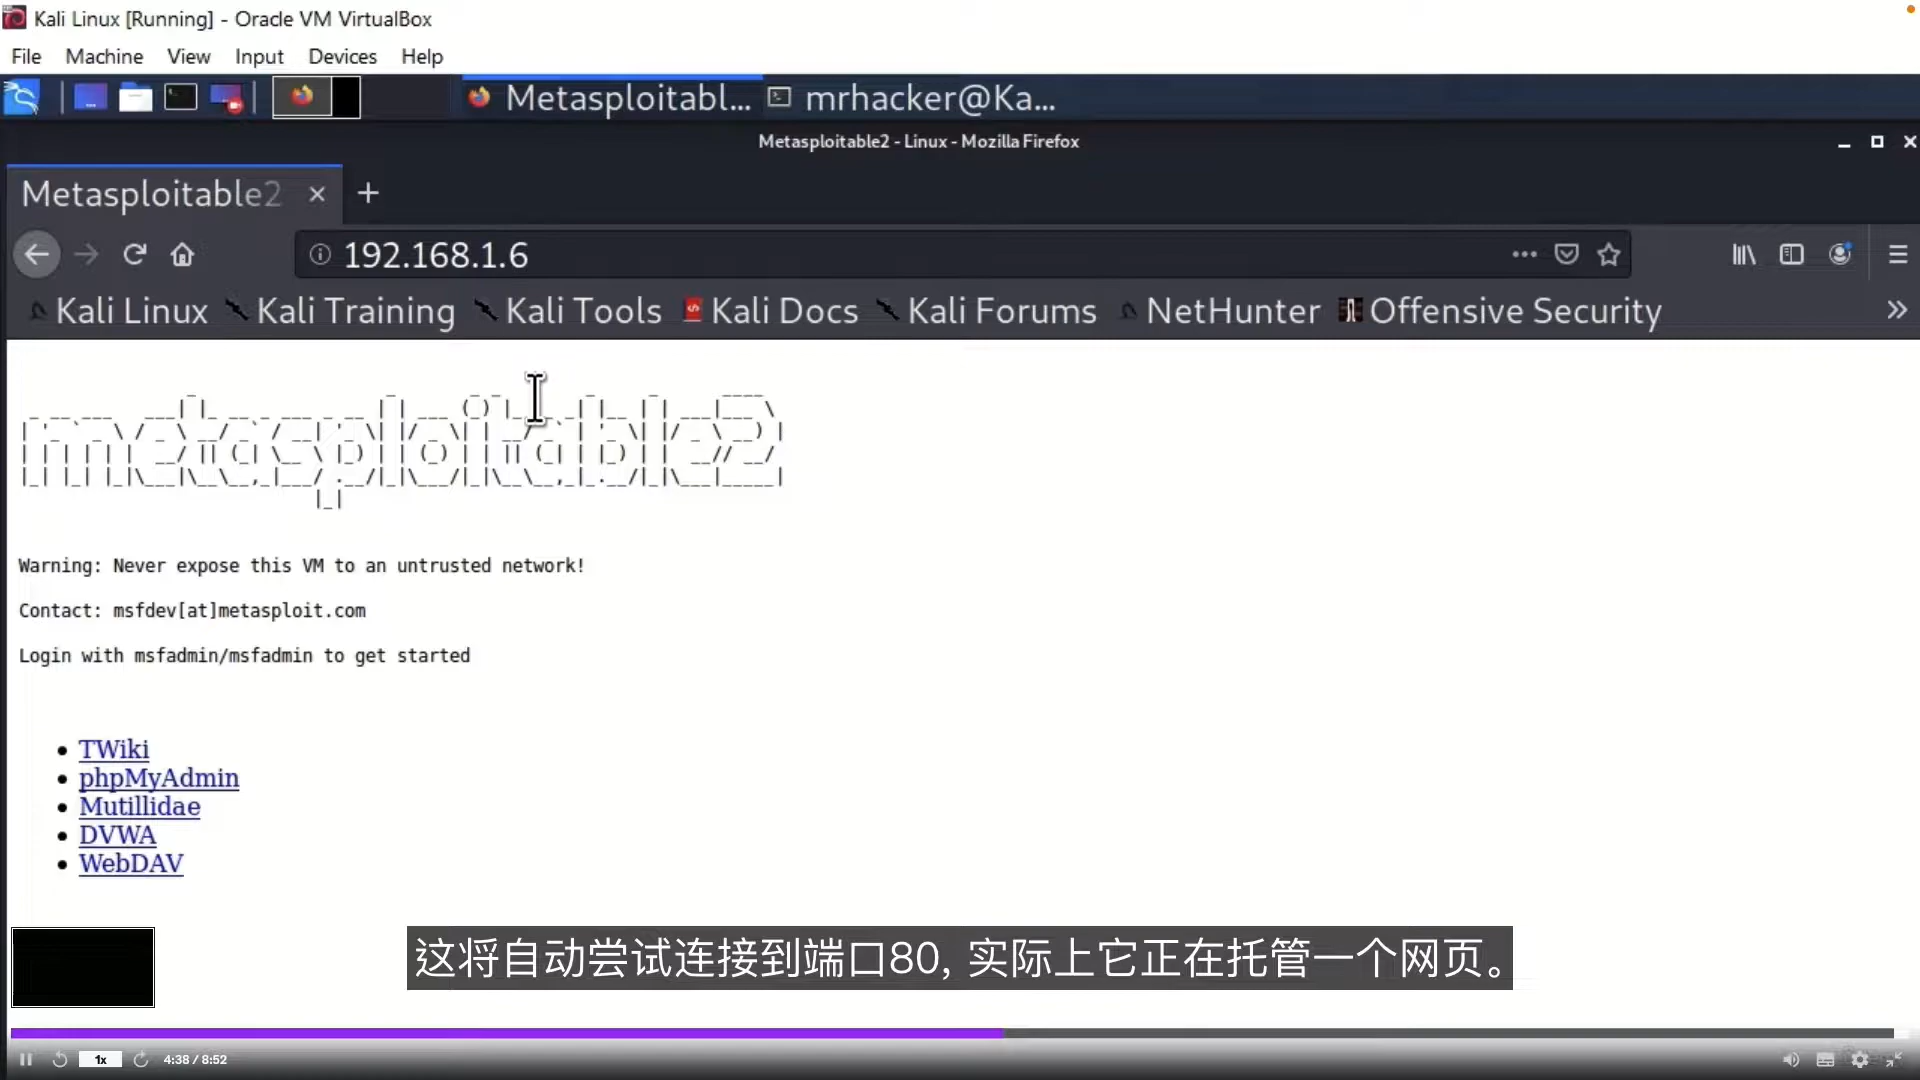 Kali Linux [Running] - Oracle VM VirtualBox
File Machine View Input Devices Help
Metasploitabl... mrhacker@Ka...
Metasploitable2 - Linux - Mozilla Firefox
Metasploitable2
192.168.1.6
Kali Linux Kali Training Kali Tools Kali Docs Kali Forums NetHunter Offensive Security
metasploitable2
Warning: Never expose this VM to an untrusted network!
Contact: msfdev[at]metasploit.com
Login with msfadmin/msfadmin to get started
TWiki
phpMyAdmin
Mutillidae
DVWA
WebDAV
这将自动尝试连接到端口80, 实际上它正在托管一个网页。
1x 4:38 / 8:52